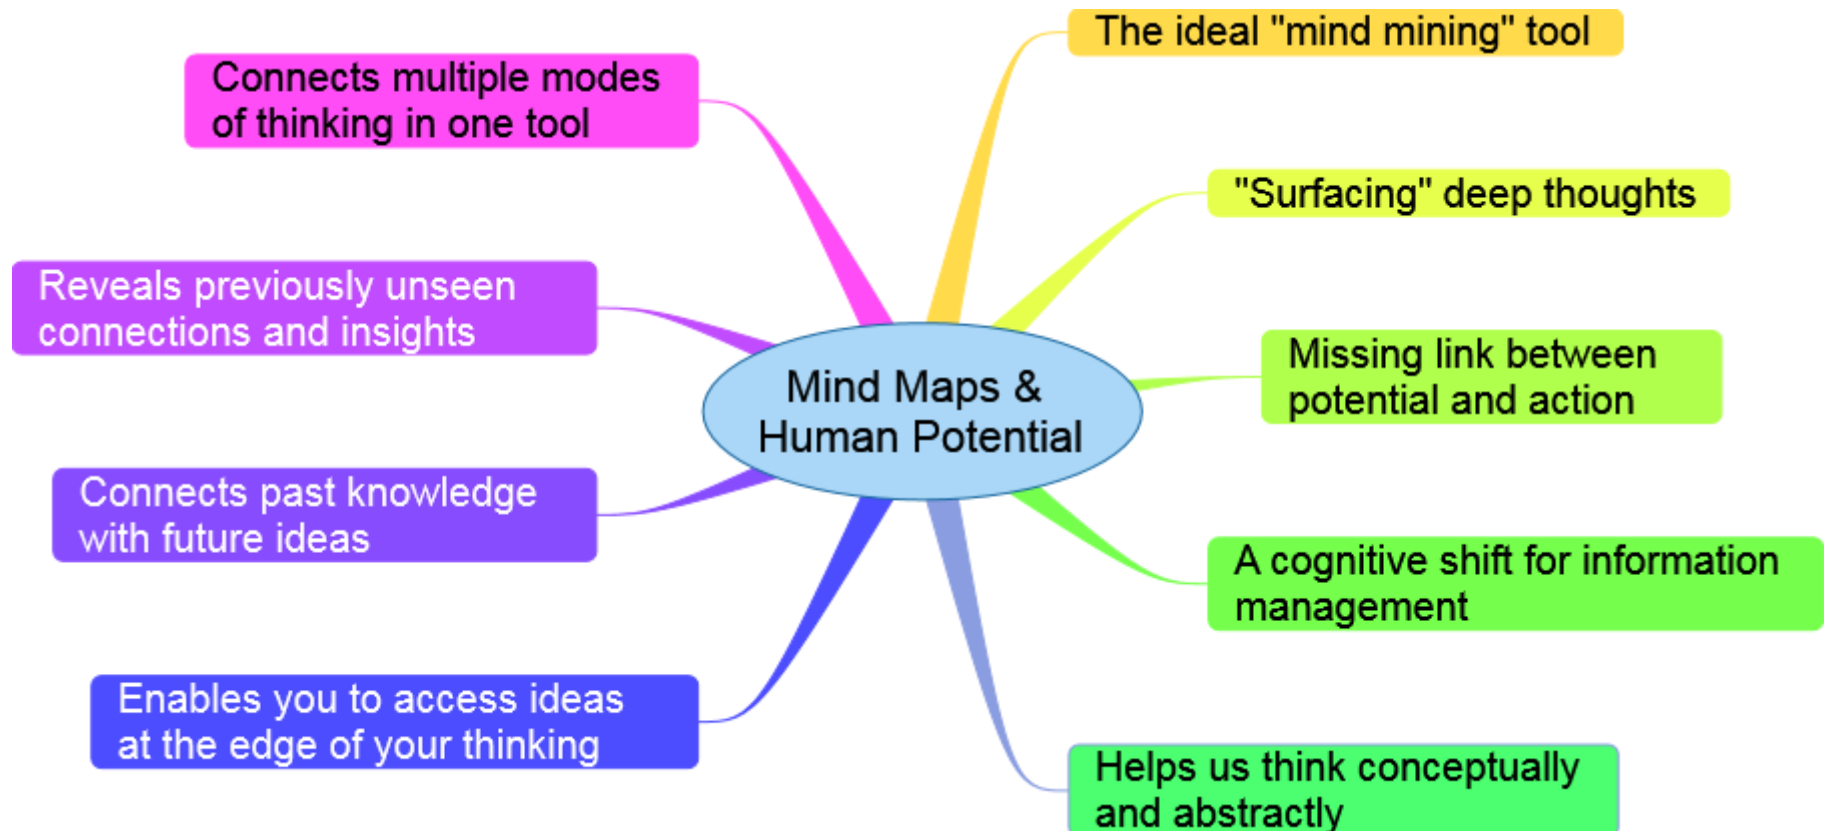 The ideal "mind mining" tool
"Surfacing" deep thoughts
Missing link between
potential and action
A cognitive shift for information
management
Helps us think conceptually
and abstractly
Enables you to access ideas
at the edge of your thinking
Connects past knowledge
with future ideas
Reveals previously unseen
connections and insights
Connects multiple modes
of thinking in one tool
Mind Maps &
Human Potential